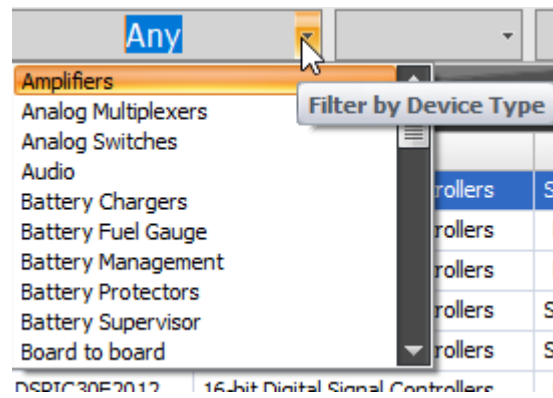 Any
Amplifiers
Filter by Device Type
Analog Multiplexers
Analog Switches
Audio
Battery Chargers
rollers S
Battery Fuel Gauge
rollers
Battery Management
rollers
Battery Protectors
rollers S
Battery Supervisor
Board to board
rollers S
DSPIC30F2012 16-bit Digital Signal Controllers